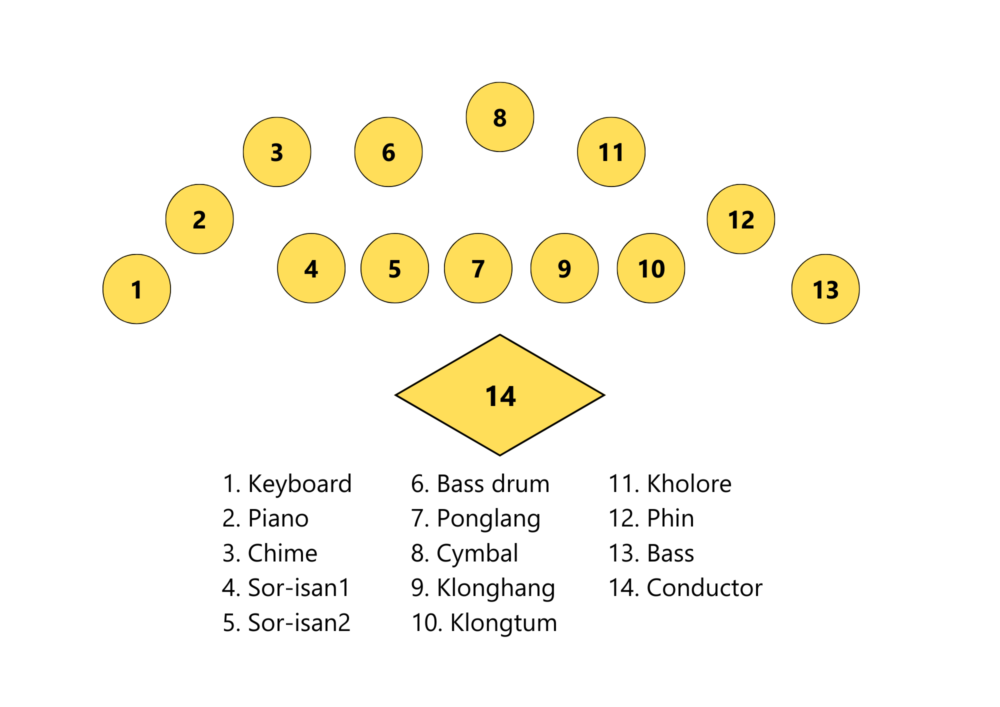 8
3
6
11
2
12
4
5
7
9
10
1
13
14
1. Keyboard
2. Piano
3. Chime
4. Sor-isan1
5. Sor-isan2
6. Bass drum
7. Ponglang
8. Cymbal
9. Klonghang
10. Klongtum
11. Kholore
12. Phin
13. Bass
14. Conductor